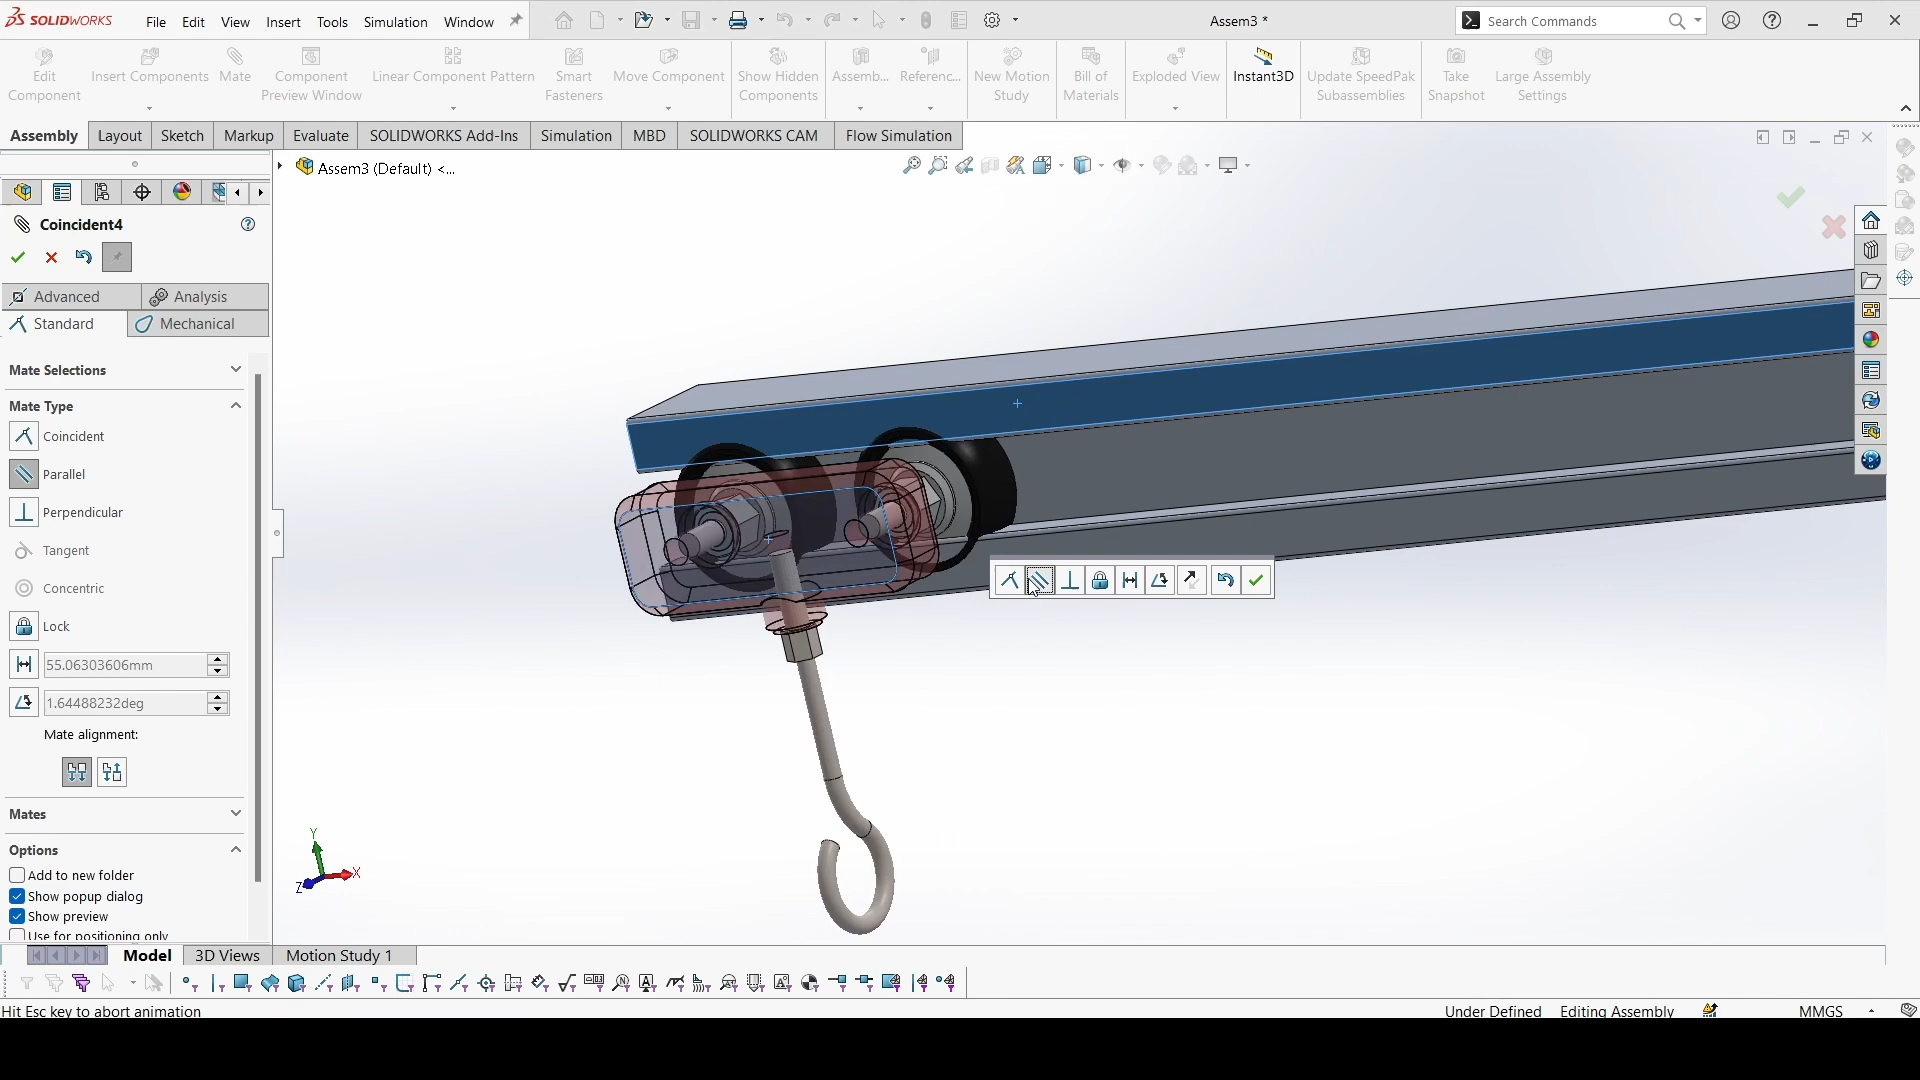 SOLIDWORKS File Edit View Insert Tools Simulation Window Assem3 * Search Commands
Edit Component Insert Components Mate Component Preview Window Linear Component Pattern Smart Fasteners Move Component Show Hidden Components Assemb... Referenc... New Motion Study Bill of Materials Exploded View Instant3D Update SpeedPak Subassemblies Take Snapshot Large Assembly Settings
Assembly Layout Sketch Markup Evaluate SOLIDWORKS Add-Ins Simulation MBD SOLIDWORKS CAM Flow Simulation
Assem3 (Default) <...
Coincident4
Advanced Analysis
Standard Mechanical
Mate Selections
Mate Type
Coincident
Parallel
Perpendicular
Tangent
Concentric
Lock
55.06303606mm
1.64488232deg
Mate alignment:
Mates
Options
Add to new folder
Show popup dialog
Show preview
Use for positioning only
Y
X
Z
Model 3D Views Motion Study 1
Hit Esc key to abort animation Under Defined Editing Assembly MMGS